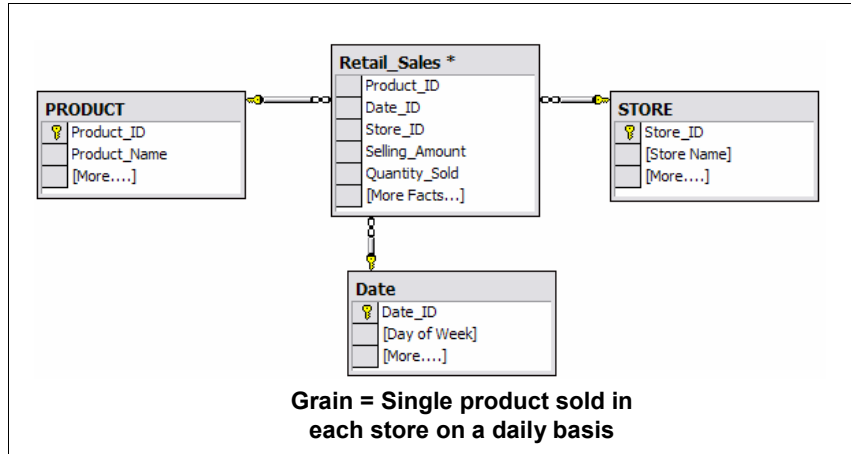 Retail_Sales *
Product_ID
Date_ID
Store_ID
Selling_Amount
Quantity_Sold
[More Facts...]
PRODUCT
Product_ID
Product_Name
[More....]
STORE
Store_ID
[Store Name]
[More....]
Date
Date_ID
[Day of Week]
[More....]
Grain = Single product sold in
each store on a daily basis